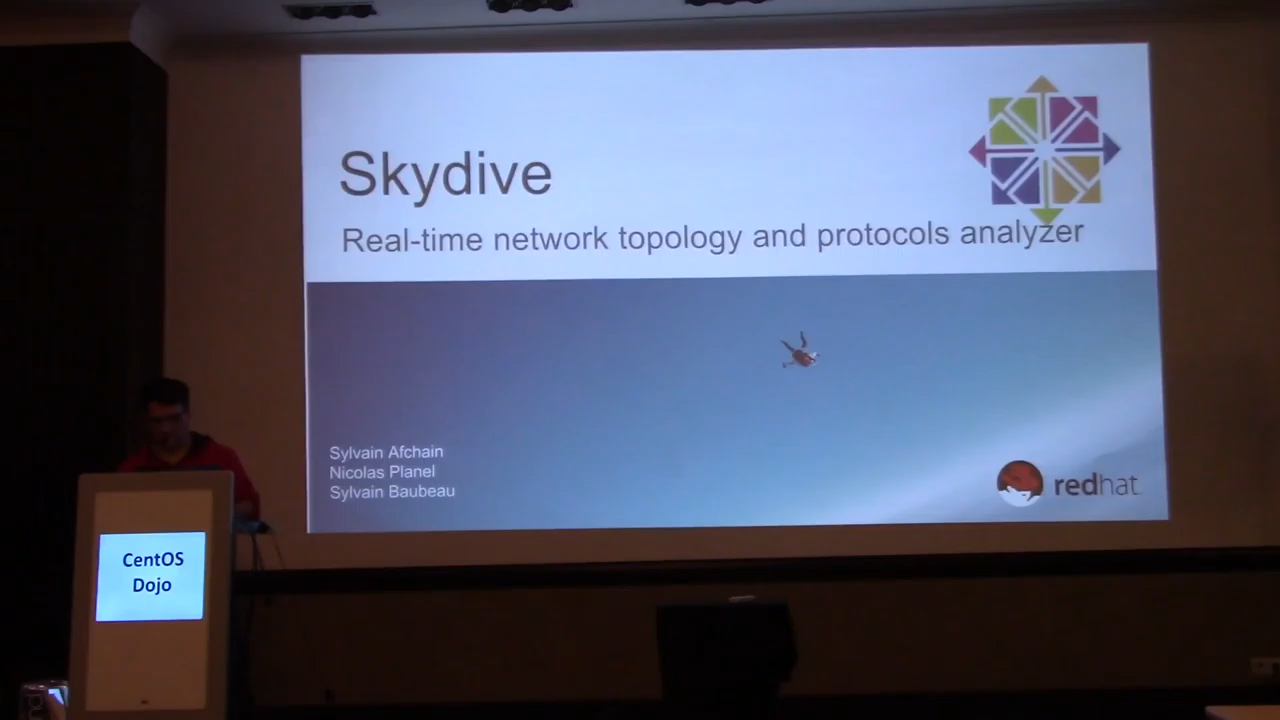 Skydive
Real-time network topology and protocols analyzer
Sylvain Afchain
Nicolas Planel
Sylvain Baubeau
redhat
CentOS
Dojo